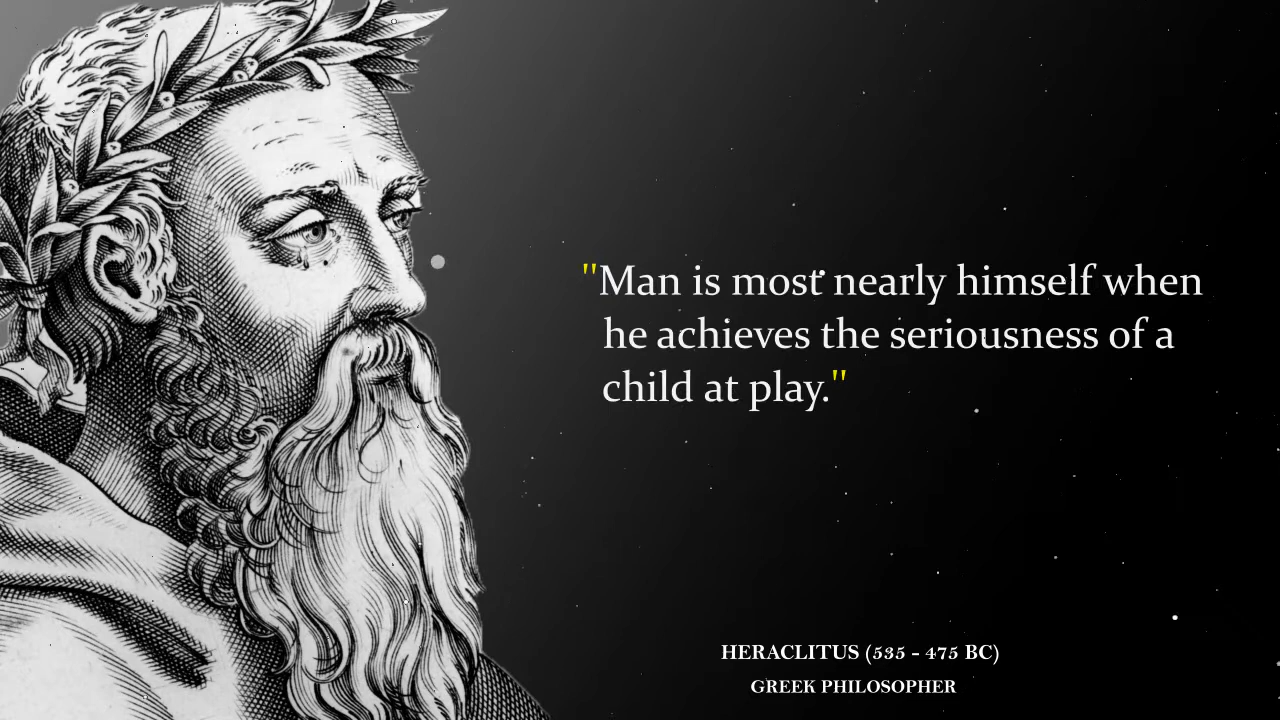 "Man is most nearly himself when
he achieves the seriousness of a
child at play."
HERACLITUS (535 - 475 BC)
GREEK PHILOSOPHER